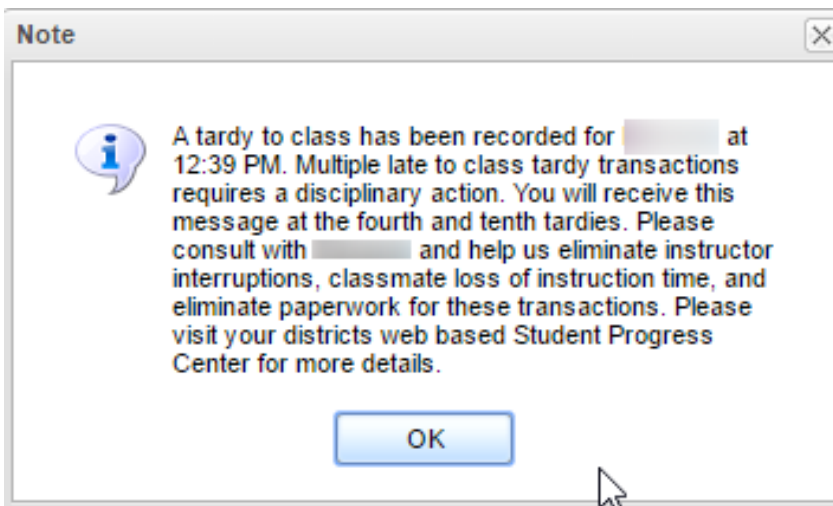 Note
A tardy to class has been recorded for at
12:39 PM. Multiple late to class tardy transactions
requires a disciplinary action. You will receive this
message at the fourth and tenth tardies. Please
consult with and help us eliminate instructor
interruptions, classmate loss of instruction time, and
eliminate paperwork for these transactions. Please
visit your districts web based Student Progress
Center for more details.
OK